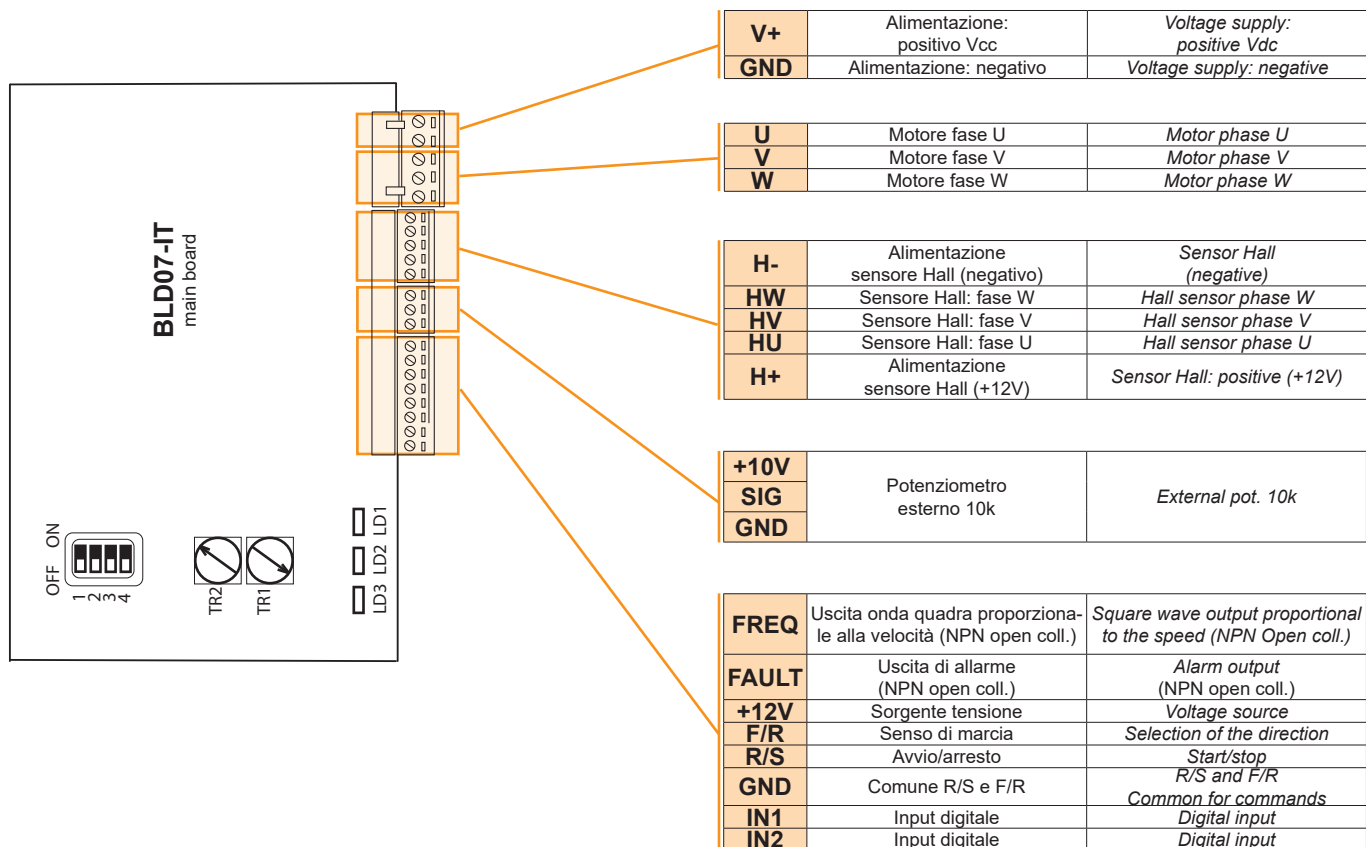 V+
Alimentazione:
positivo Vcc
Voltage supply:
positive Vdc
GND
Alimentazione: negativo
Voltage supply: negative
U
Motore fase U
Motor phase U
V
Motore fase V
Motor phase V
W
Motore fase W
Motor phase W
H-
Alimentazione
sensore Hall (negativo)
Sensor Hall
(negative)
HW
Sensore Hall: fase W
Hall sensor phase W
HV
Sensore Hall: fase V
Hall sensor phase V
HU
Sensore Hall: fase U
Hall sensor phase U
H+
Alimentazione
sensore Hall (+12V)
Sensor Hall: positive (+12V)
+10V
SIG
GND
Potenziometro
esterno 10k
External pot. 10k
FREQ
Uscita onda quadra proporziona-
le alla velocità (NPN open coll.)
Square wave output proportional
to the speed (NPN Open coll.)
FAULT
Uscita di allarme
(NPN open coll.)
Alarm output
(NPN open coll.)
+12V
Sorgente tensione
Voltage source
F/R
Senso di marcia
Selection of the direction
R/S
Avvio/arresto
Start/stop
GND
Comune R/S e F/R
R/S and F/R
Common for commands
IN1
Input digitale
Digital input
IN2
Input digitale
Digital input
BLD07-IT
main board
OFF ON
1
2
3
4
TR2
TR1
LD1
LD2
LD3